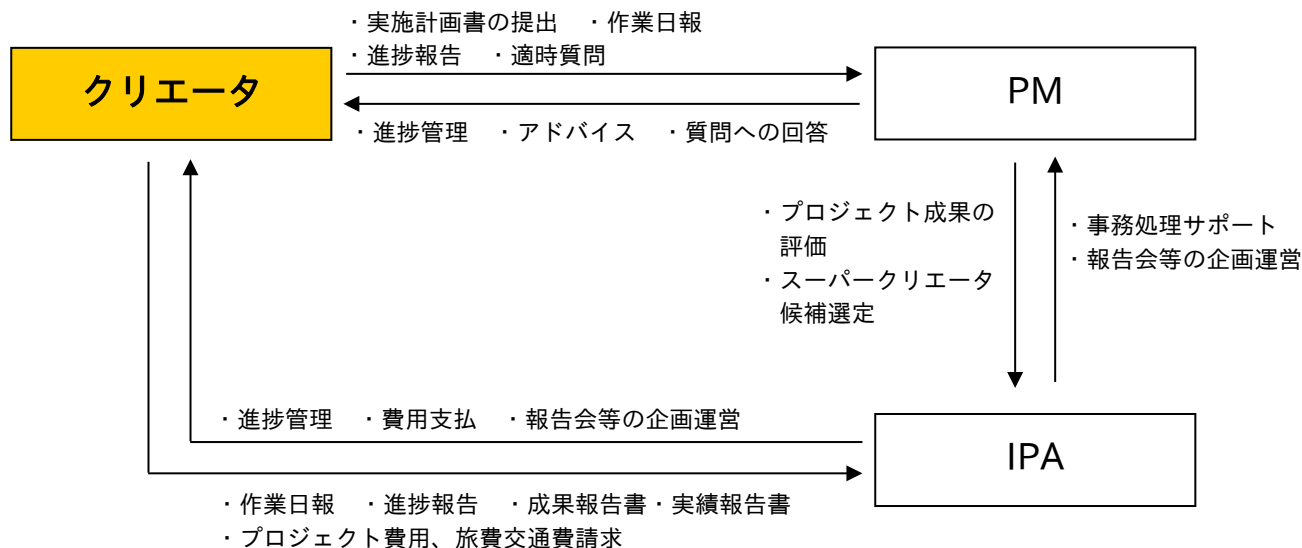 ・実施計画書の提出　・作業日報
・進捗報告　・適時質問
クリエータ
PM
・進捗管理　・アドバイス　・質問への回答
・プロジェクト成果の
評価
・スーパークリエータ
候補選定
・事務処理サポート
・報告会等の企画運営
・進捗管理　・費用支払　・報告会等の企画運営
IPA
・作業日報　・進捗報告　・成果報告書・実績報告書
・プロジェクト費用、旅費交通費請求